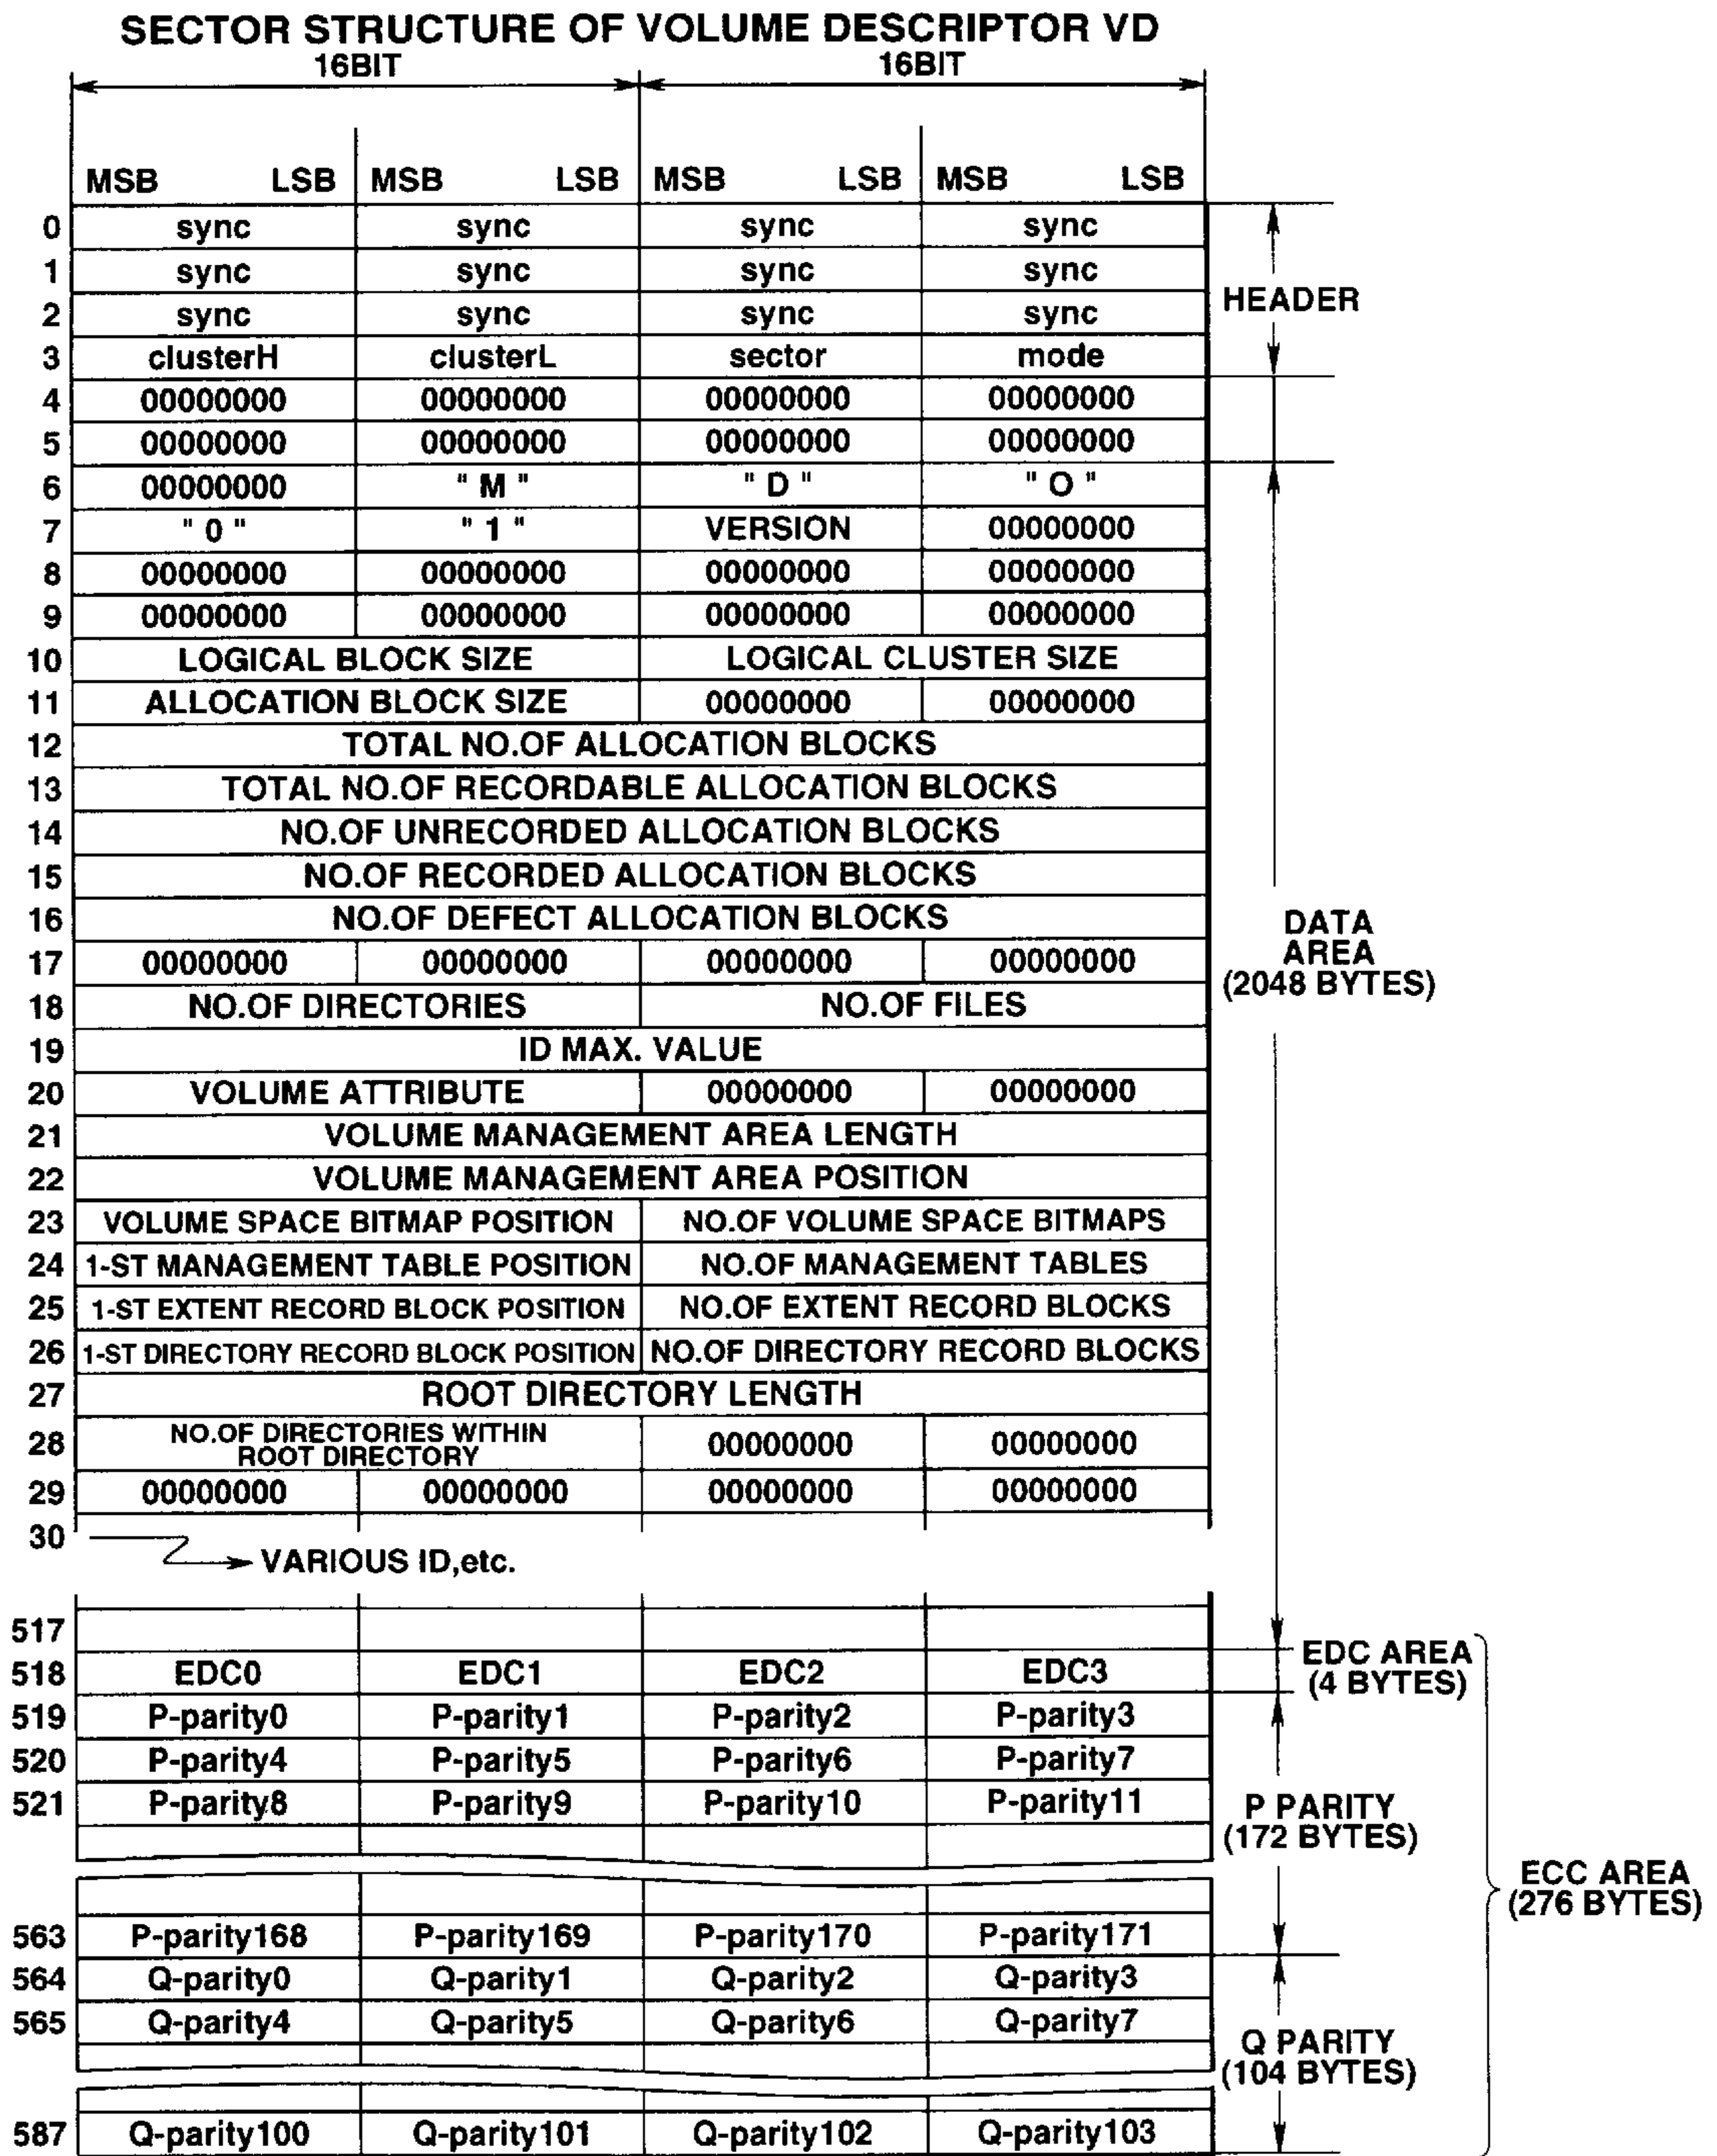 SECTOR STRUCTURE OF VOLUME DESCRIPTOR VD
16BIT 16BIT
MSB LSB MSB LSB MSB LSB MSB LSB
0 sync sync sync sync
1 sync sync sync sync
2 sync sync sync sync
HEADER
3 clusterH clusterL sector mode
4 00000000 00000000 00000000 00000000
5 00000000 00000000 00000000 00000000
6 00000000 " M " " D " " O "
7 " 0 " " 1 " VERSION 00000000
8 00000000 00000000 00000000 00000000
9 00000000 00000000 00000000 00000000
10 LOGICAL BLOCK SIZE LOGICAL CLUSTER SIZE
11 ALLOCATION BLOCK SIZE 00000000 00000000
12 TOTAL NO.OF ALLOCATION BLOCKS
13 TOTAL NO.OF RECORDABLE ALLOCATION BLOCKS
14 NO.OF UNRECORDED ALLOCATION BLOCKS
15 NO.OF RECORDED ALLOCATION BLOCKS
16 NO.OF DEFECT ALLOCATION BLOCKS
17 00000000 00000000 00000000 00000000
DATA
AREA
(2048 BYTES)
18 NO.OF DIRECTORIES NO.OF FILES
19 ID MAX. VALUE
20 VOLUME ATTRIBUTE 00000000 00000000
21 VOLUME MANAGEMENT AREA LENGTH
22 VOLUME MANAGEMENT AREA POSITION
23 VOLUME SPACE BITMAP POSITION NO.OF VOLUME SPACE BITMAPS
24 1-ST MANAGEMENT TABLE POSITION NO.OF MANAGEMENT TABLES
25 1-ST EXTENT RECORD BLOCK POSITION NO.OF EXTENT RECORD BLOCKS
26 1-ST DIRECTORY RECORD BLOCK POSITION NO.OF DIRECTORY RECORD BLOCKS
27 ROOT DIRECTORY LENGTH
28 NO.OF DIRECTORIES WITHIN
ROOT DIRECTORY 00000000 00000000
29 00000000 00000000 00000000 00000000
30
VARIOUS ID,etc.
517
518 EDC0 EDC1 EDC2 EDC3
EDC AREA
(4 BYTES)
519 P-parity0 P-parity1 P-parity2 P-parity3
520 P-parity4 P-parity5 P-parity6 P-parity7
521 P-parity8 P-parity9 P-parity10 P-parity11
P PARITY
(172 BYTES)
ECC AREA
(276 BYTES)
563 P-parity168 P-parity169 P-parity170 P-parity171
564 Q-parity0 Q-parity1 Q-parity2 Q-parity3
565 Q-parity4 Q-parity5 Q-parity6 Q-parity7
Q PARITY
(104 BYTES)
587 Q-parity100 Q-parity101 Q-parity102 Q-parity103